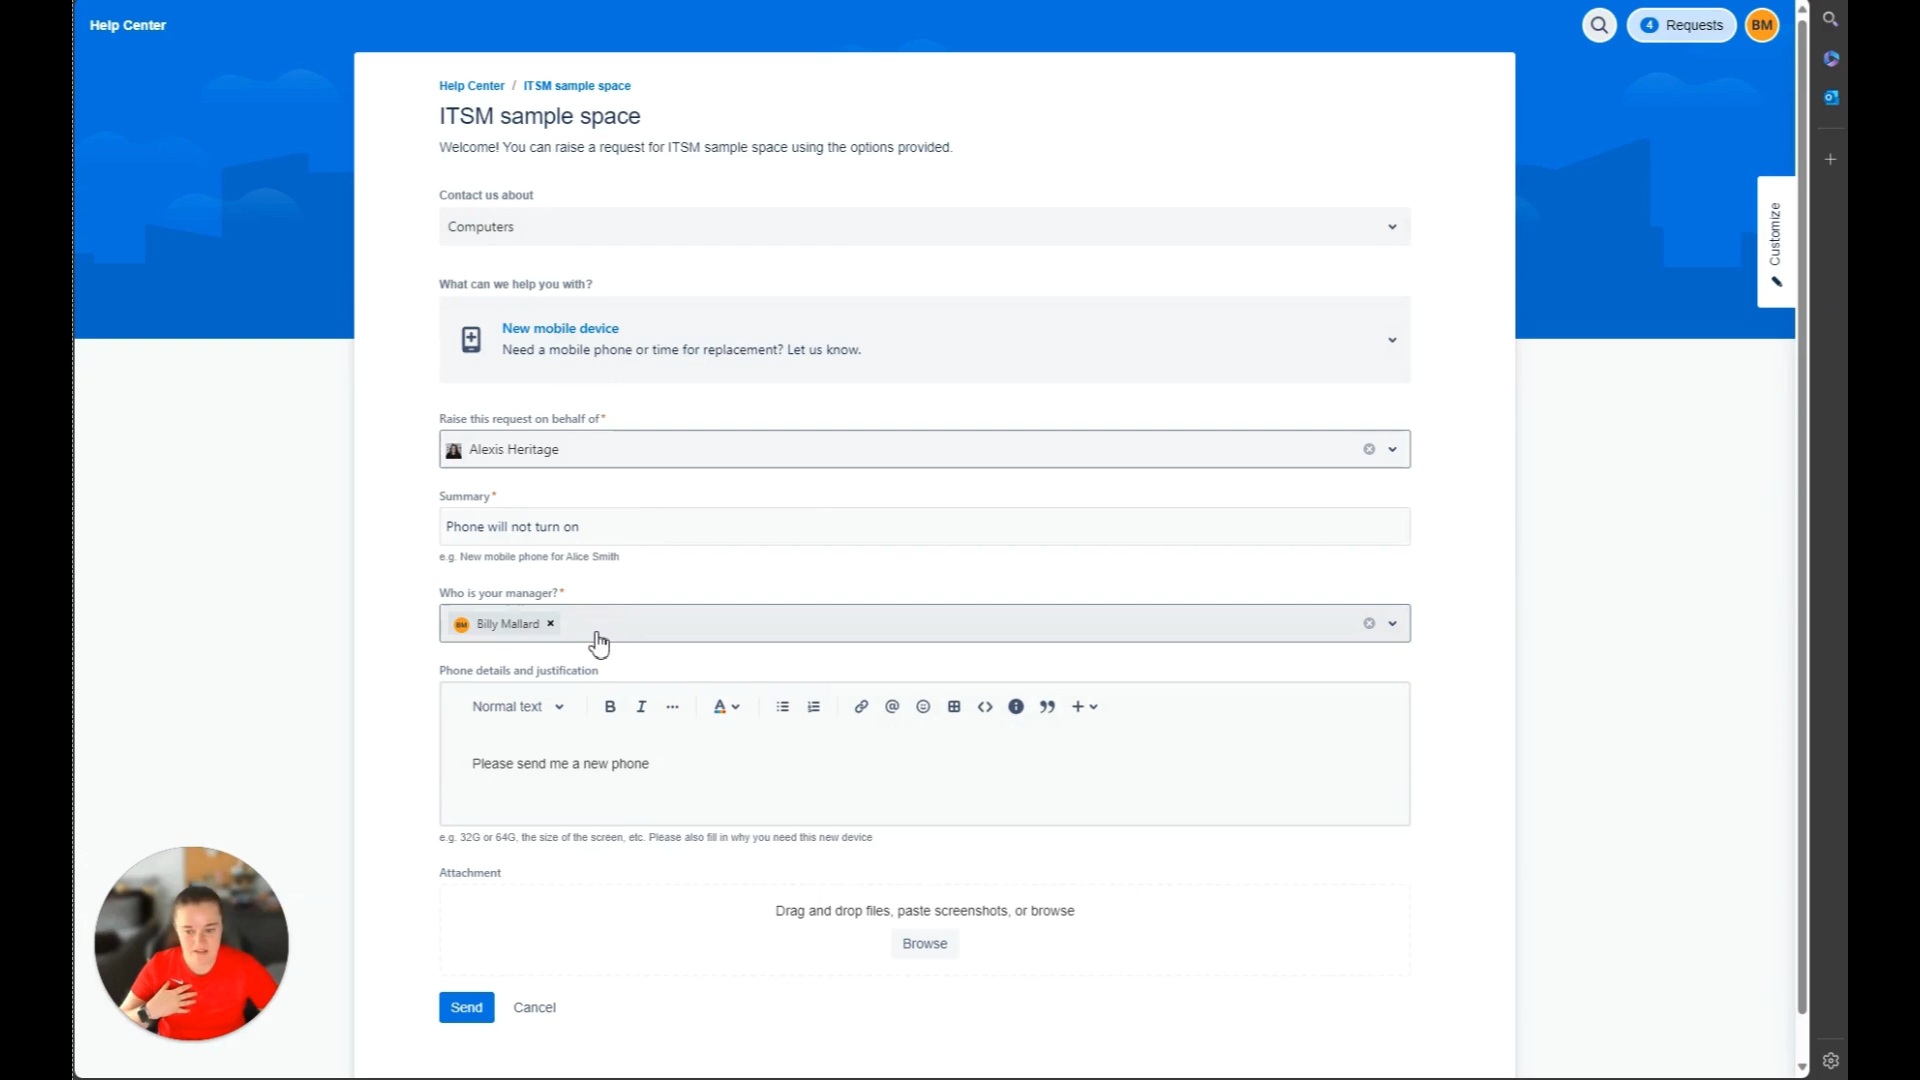 Help Center
4 Requests
BM
Help Center / ITSM sample space
ITSM sample space
Welcome! You can raise a request for ITSM sample space using the options provided.
Contact us about
Computers
What can we help you with?
New mobile device
Need a mobile phone or time for replacement? Let us know.
Customize
Raise this request on behalf of*
Alexis Heritage
Summary*
Phone will not turn on
e.g. New mobile phone for Alice Smith
Who is your manager?*
BM Billy Mallard
Phone details and justification
Normal text
Please send me a new phone
e.g. 32G or 64G, the size of the screen, etc. Please also fill in why you need this new device
Attachment
Drag and drop files, paste screenshots, or browse
Browse
Send Cancel